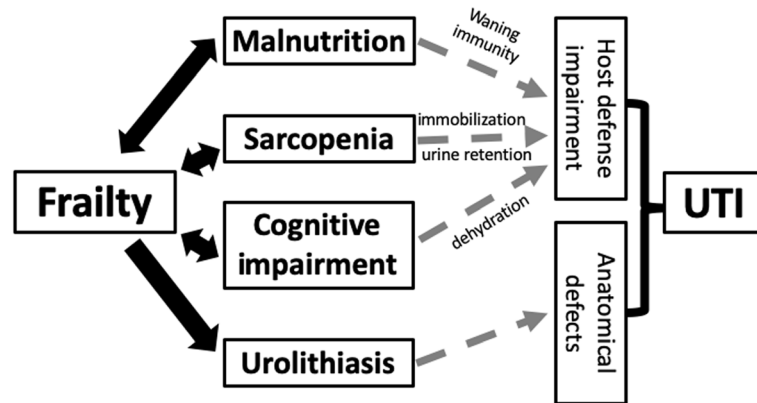 Malnutrition
Waning
immunity
Host defense
impairment
Sarcopenia
immobilization
urine retention
Frailty
UTI
Cognitive
impairment
dehydration
Anatomical
defects
Urolithiasis